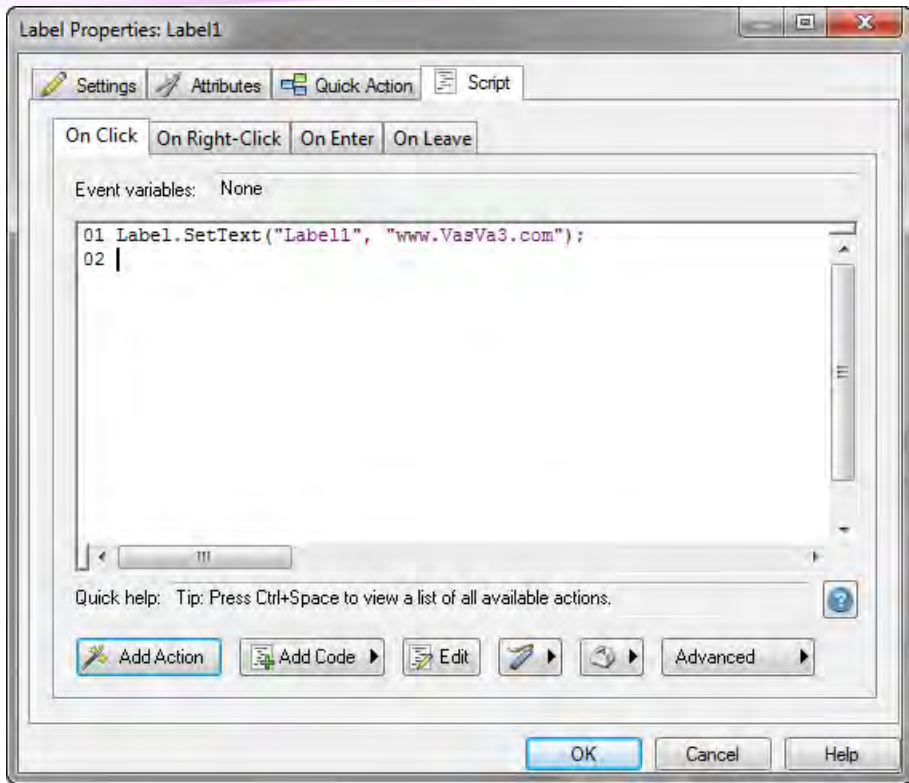 Label Properties: Label1
Settings Attributes Quick Action Script
On Click On Right-Click On Enter On Leave
Event variables: None
01 Label.SetText("Label1", "www.VasVa3.com");
02
Quick help: Tip: Press Ctrl+Space to view a list of all available actions.
Add Action Add Code Edit Advanced
OK Cancel Help